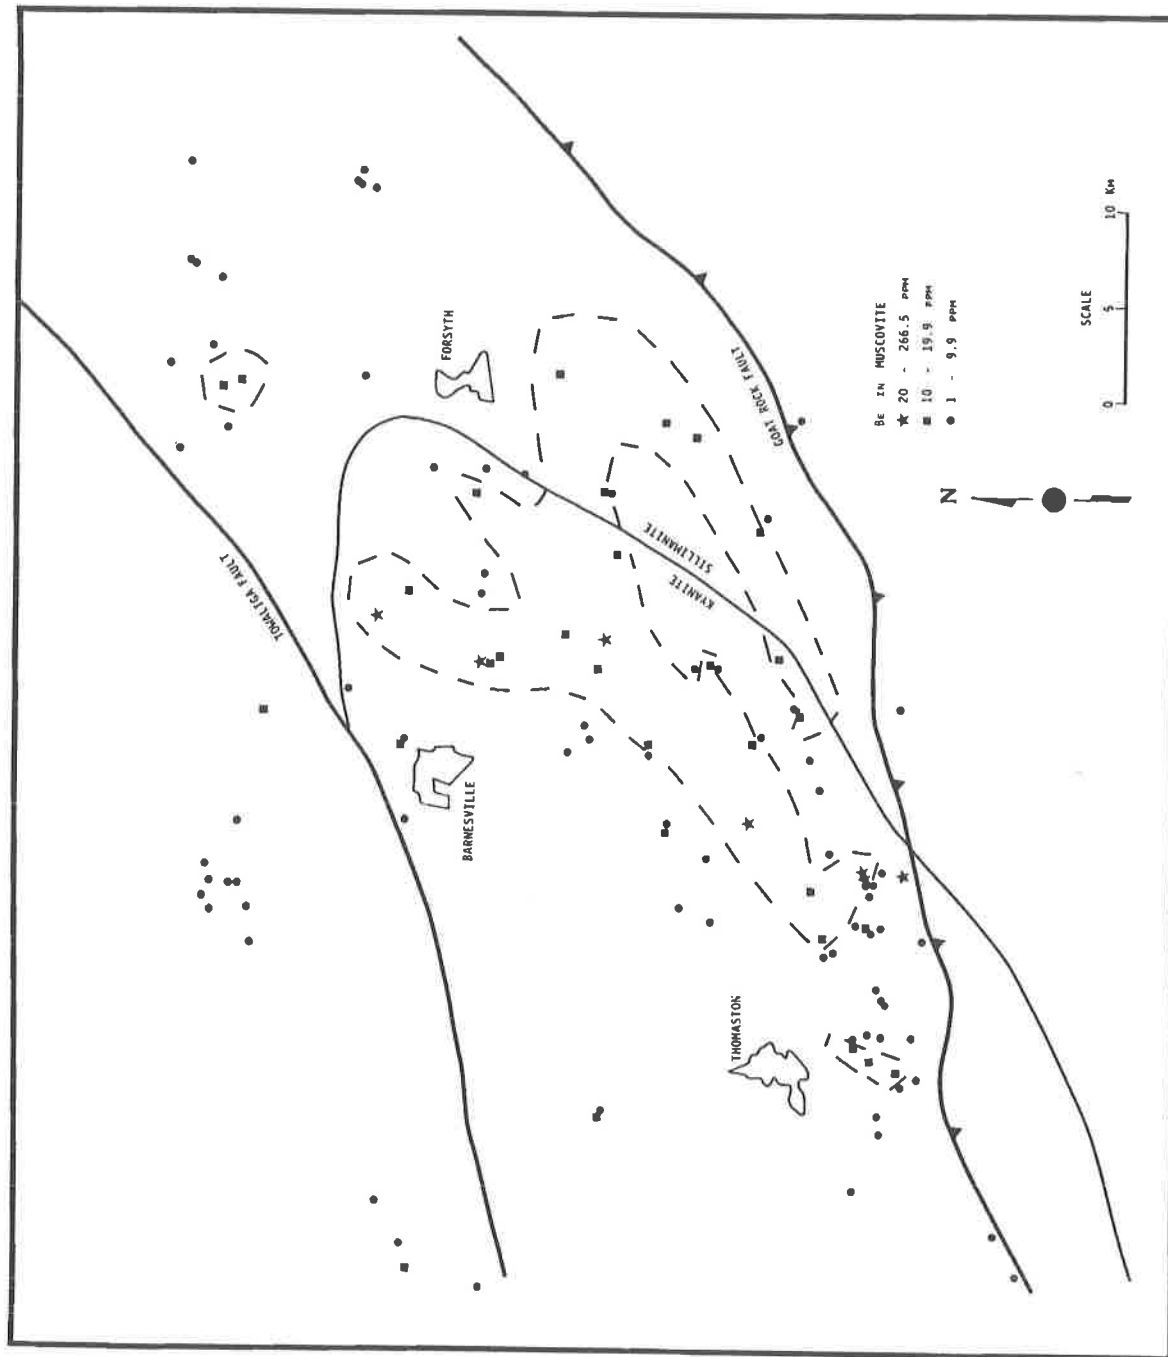 TOWALIGA FAULT
FORSYTH
BARNESVILLE
SILLIMANITE
KYANITE
GOAT ROCK FAULT
THOMASTON
BE IN MUSCOVITE
★ 20 - 266.5 PPM
■ 10 - 19.9 PPM
● 1 - 9.9 PPM
N
SCALE
0 5 10 KM